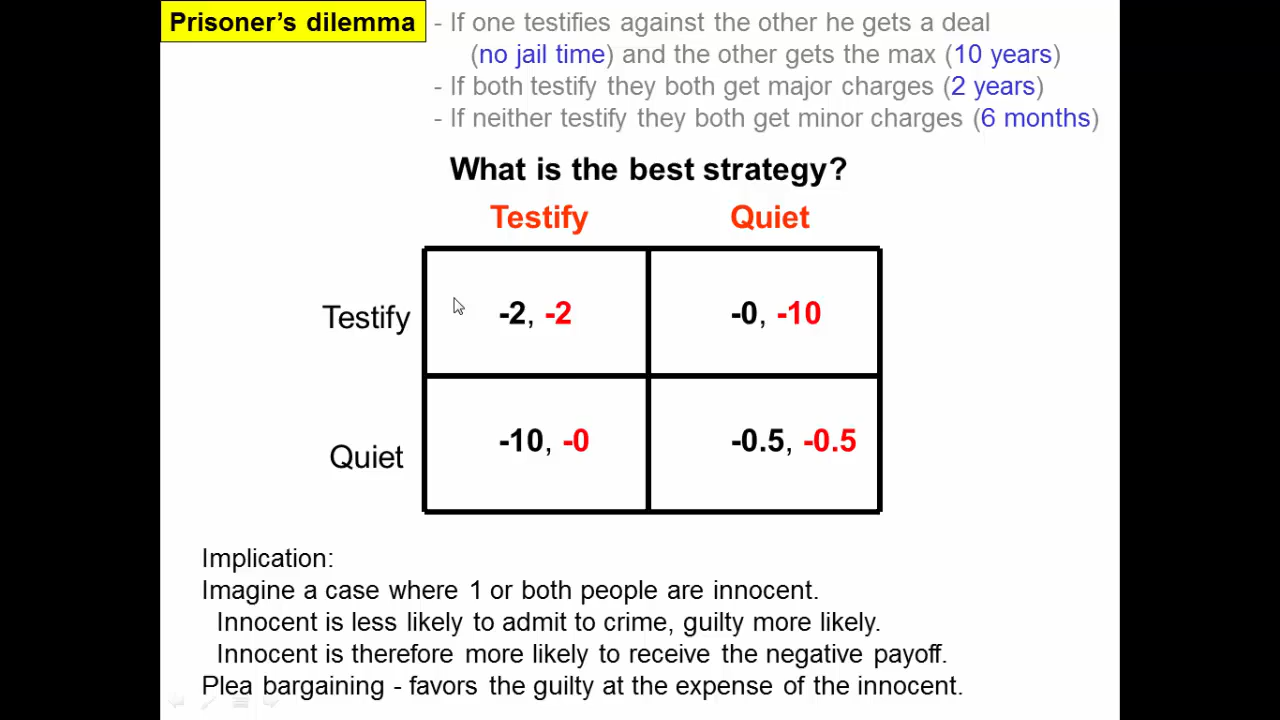 Prisoner's dilemma
- If one testifies against the other he gets a deal
(no jail time) and the other gets the max (10 years)
- If both testify they both get major charges (2 years)
- If neither testify they both get minor charges (6 months)
What is the best strategy?
Testify Quiet
Testify -2, -2 -0, -10
Quiet -10, -0 -0.5, -0.5
Implication:
Imagine a case where 1 or both people are innocent.
Innocent is less likely to admit to crime, guilty more likely.
Innocent is therefore more likely to receive the negative payoff.
Plea bargaining - favors the guilty at the expense of the innocent.